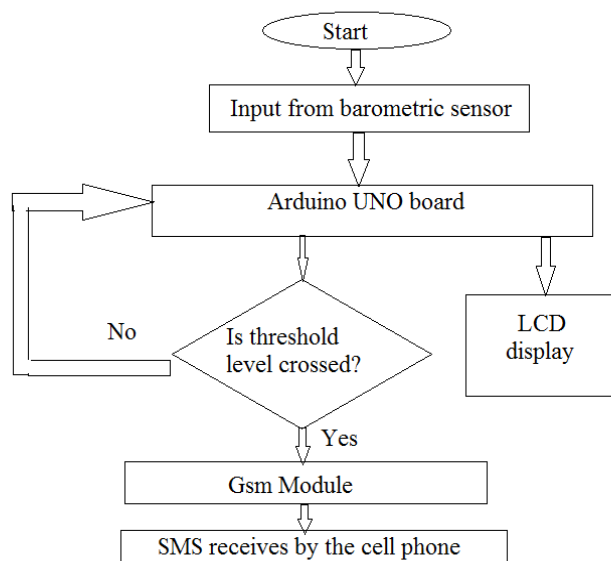 Start
Input from barometric sensor
Arduino UNO board
No
Is threshold
level crossed?
LCD
display
Yes
Gsm Module
SMS receives by the cell phone